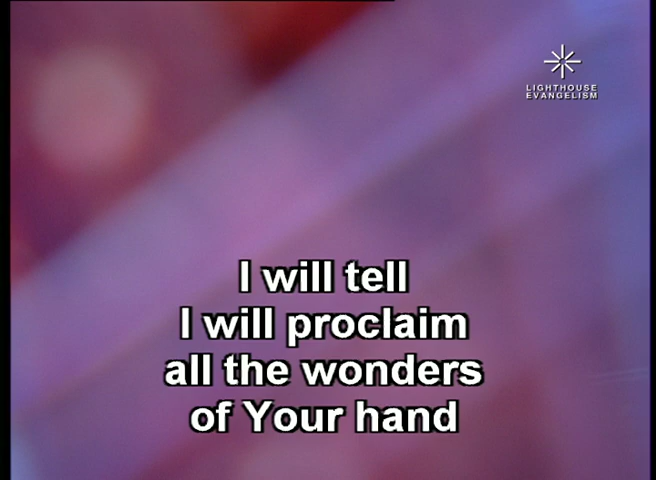 LIGHTHOUSE
EVANGELISM
I will tell
I will proclaim
all the wonders
of Your hand